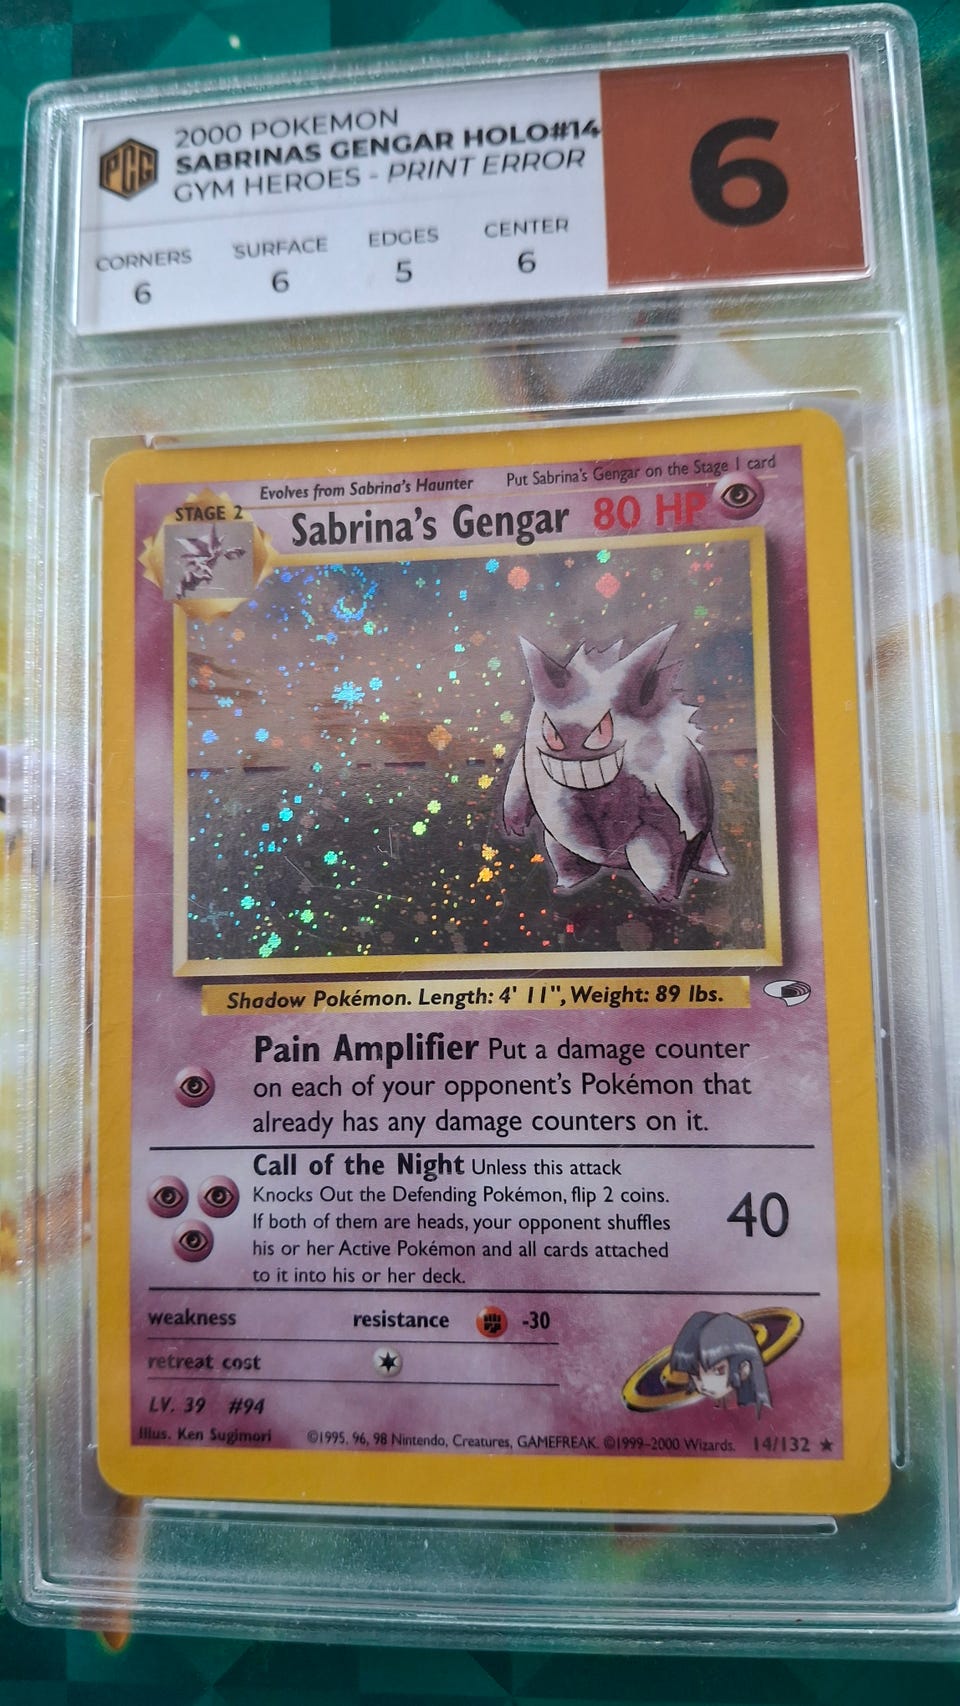 PCG
2000 POKEMON
SABRINAS GENGAR HOLO#14
GYM HEROES - PRINT ERROR
6
CORNERS SURFACE EDGES CENTER
6 6 5 6
Evolves from Sabrina's Haunter Put Sabrina's Gengar on the Stage 1 card
STAGE 2
Sabrina's Gengar 80 HP
Shadow Pokémon. Length: 4' 11", Weight: 89 lbs.
Pain Amplifier Put a damage counter
on each of your opponent's Pokémon that
already has any damage counters on it.
Call of the Night Unless this attack
Knocks Out the Defending Pokémon, flip 2 coins.
If both of them are heads, your opponent shuffles
his or her Active Pokémon and all cards attached
to it into his or her deck.
40
weakness resistance -30
retreat cost
LV. 39 #94
Illus. Ken Sugimori ©1995, 96, 98 Nintendo, Creatures, GAMEFREAK. ©1999-2000 Wizards. 14/132 ★